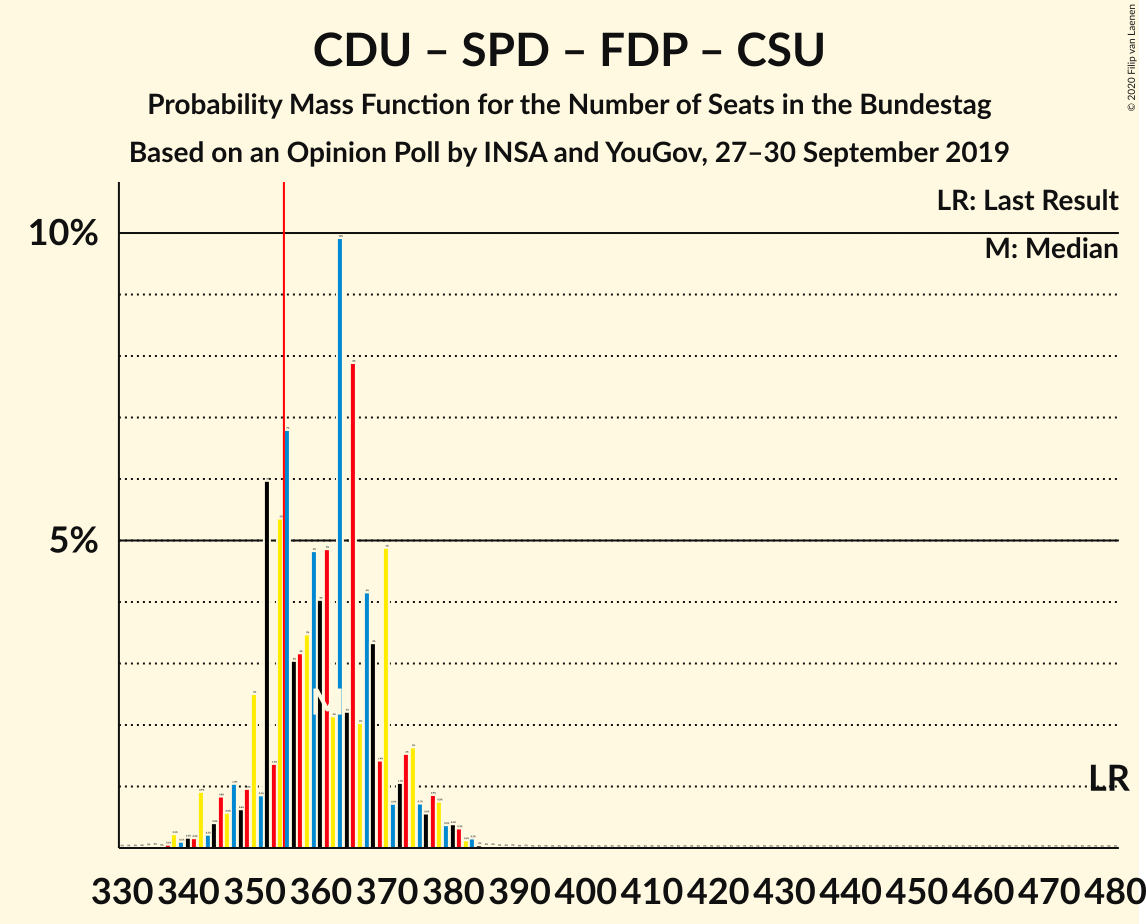 CDU – SPD – FDP – CSU
Probability Mass Function for the Number of Seats in the Bundestag
Based on an Opinion Poll by INSA and YouGov, 27–30 September 2019
© 2020 Filip van Laenen
LR: Last Result
M: Median
10%
5%
M
LR
330 340 350 360 370 380 390 400 410 420 430 440 450 460 470 480